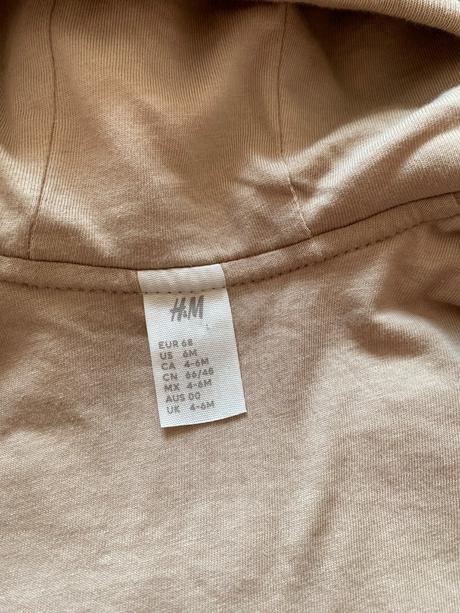 H&M
EUR 68
US 6M
CA 4-6M
CN 66/48
MX 4-6M
AUS 00
UK 4-6M